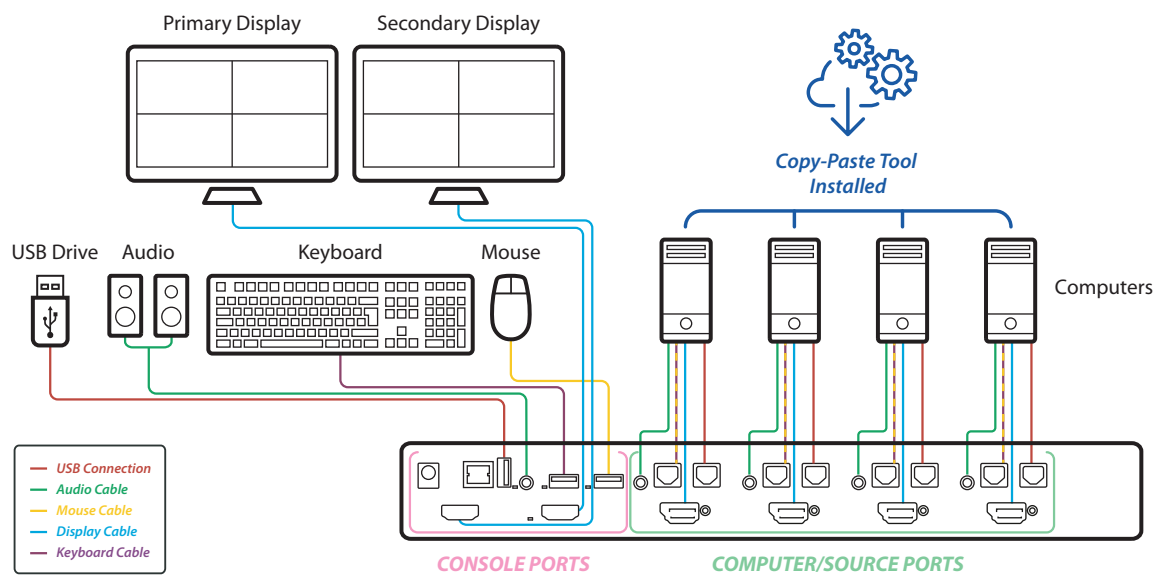 Primary Display
Secondary Display
Copy-Paste Tool
Installed
USB Drive
Audio
Keyboard
Mouse
Computers
USB Connection
Audio Cable
Mouse Cable
Display Cable
Keyboard Cable
CONSOLE PORTS
COMPUTER/SOURCE PORTS